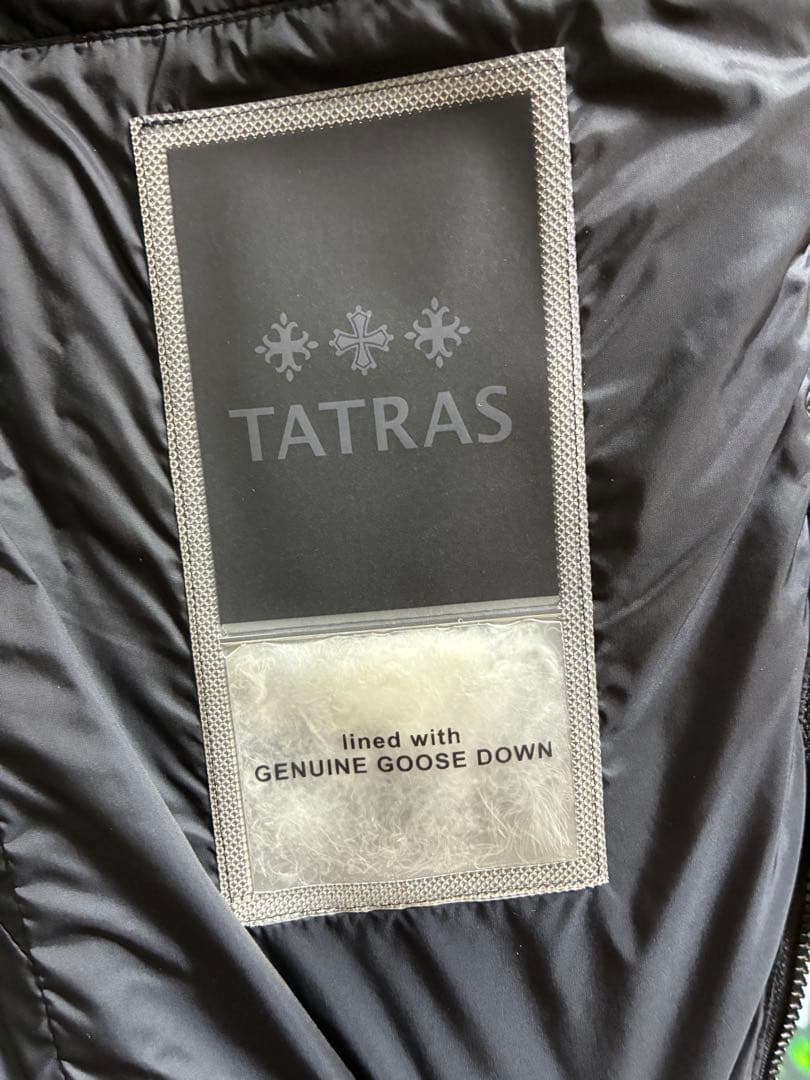 TATRAS
lined with
GENUINE GOOSE DOWN